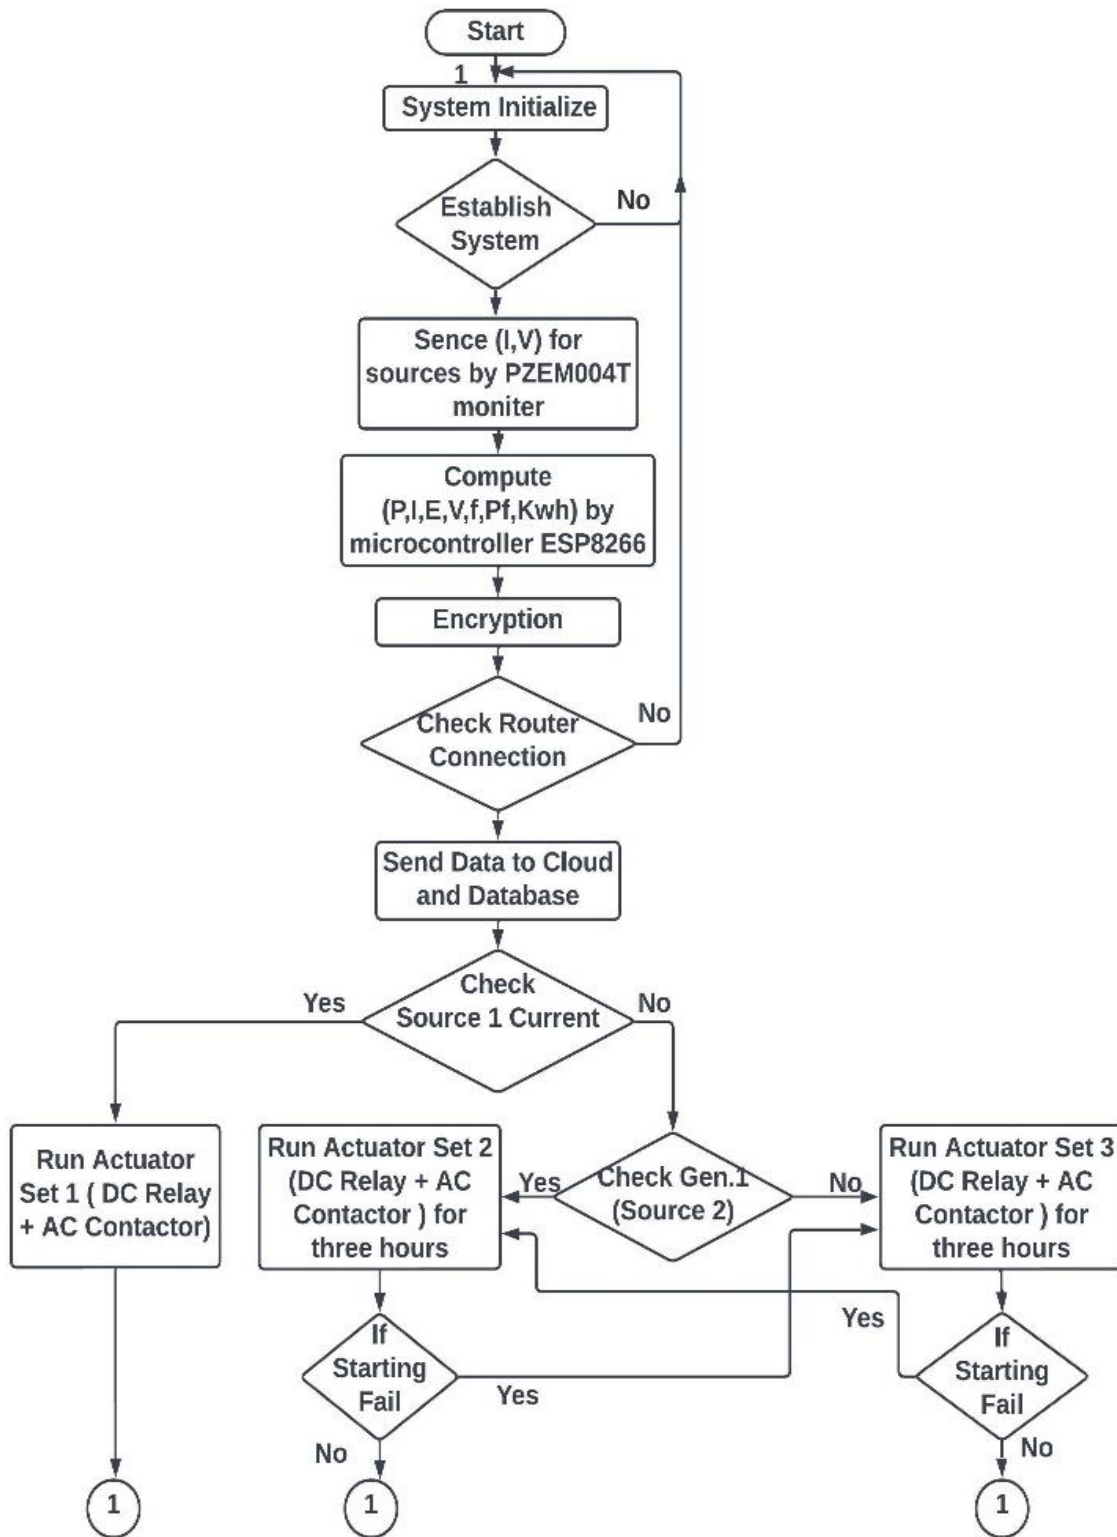 Start
1
System Initialize
Establish
System
No
Sence (I,V) for
sources by PZEM004T
moniter
Compute
(P,I,E,V,f,Pf,Kwh) by
microcontroller ESP8266
Encryption
Check Router
Connection
No
Send Data to Cloud
and Database
Check
Source 1 Current
Yes
No
Run Actuator
Set 1 ( DC Relay
+ AC Contactor)
Run Actuator Set 2
(DC Relay + AC
Contactor ) for
three hours
Yes
Check Gen.1
(Source 2)
No
Run Actuator Set 3
(DC Relay + AC
Contactor ) for
three hours
If
Starting
Fail
Yes
No
Yes
If
Starting
Fail
No
1
1
1